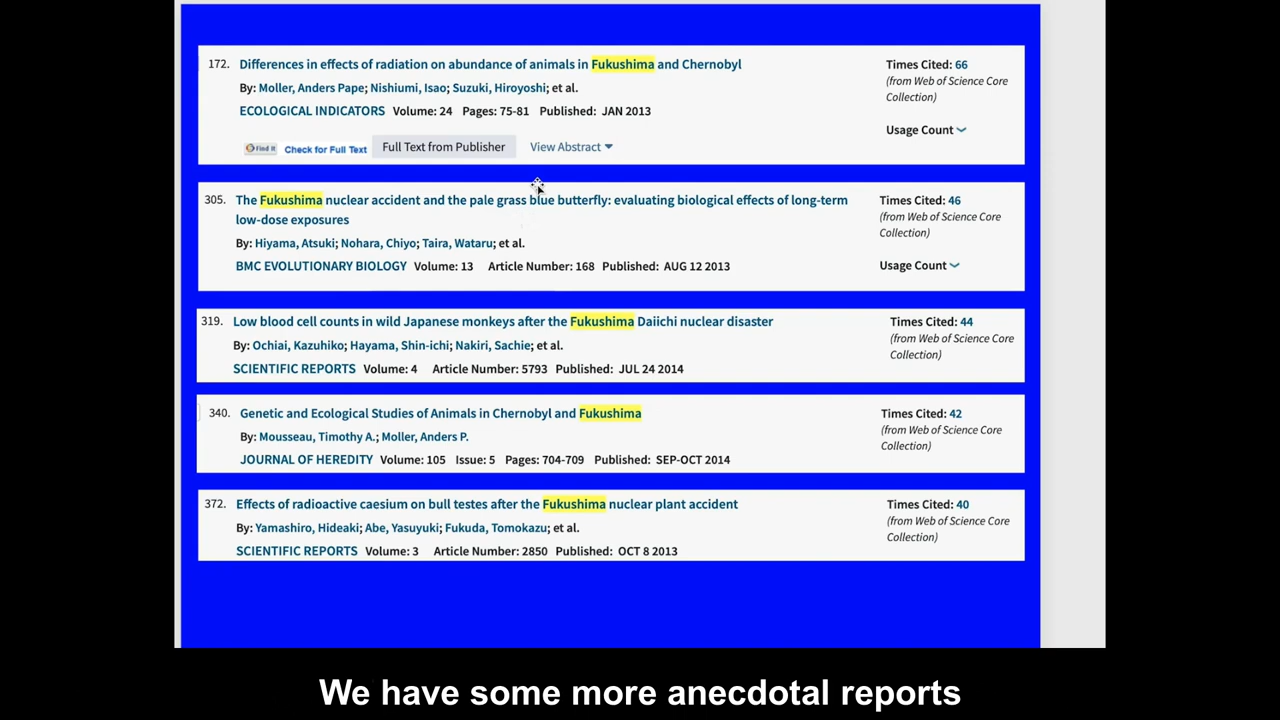 172. Differences in effects of radiation on abundance of animals in Fukushima and Chernobyl
By: Moller, Anders Pape; Nishiumi, Isao; Suzuki, Hiroyoshi; et al.
ECOLOGICAL INDICATORS Volume: 24 Pages: 75-81 Published: JAN 2013
Find It Check for Full Text Full Text from Publisher View Abstract
Times Cited: 66
(from Web of Science Core
Collection)
Usage Count
305. The Fukushima nuclear accident and the pale grass blue butterfly: evaluating biological effects of long-term
low-dose exposures
By: Hiyama, Atsuki; Nohara, Chiyo; Taira, Wataru; et al.
BMC EVOLUTIONARY BIOLOGY Volume: 13 Article Number: 168 Published: AUG 12 2013
Times Cited: 46
(from Web of Science Core
Collection)
Usage Count
319. Low blood cell counts in wild Japanese monkeys after the Fukushima Daiichi nuclear disaster
By: Ochiai, Kazuhiko; Hayama, Shin-ichi; Nakiri, Sachie; et al.
SCIENTIFIC REPORTS Volume: 4 Article Number: 5793 Published: JUL 24 2014
Times Cited: 44
(from Web of Science Core
Collection)
340. Genetic and Ecological Studies of Animals in Chernobyl and Fukushima
By: Mousseau, Timothy A.; Moller, Anders P.
JOURNAL OF HEREDITY Volume: 105 Issue: 5 Pages: 704-709 Published: SEP-OCT 2014
Times Cited: 42
(from Web of Science Core
Collection)
372. Effects of radioactive caesium on bull testes after the Fukushima nuclear plant accident
By: Yamashiro, Hideaki; Abe, Yasuyuki; Fukuda, Tomokazu; et al.
SCIENTIFIC REPORTS Volume: 3 Article Number: 2850 Published: OCT 8 2013
Times Cited: 40
(from Web of Science Core
Collection)
We have some more anecdotal reports